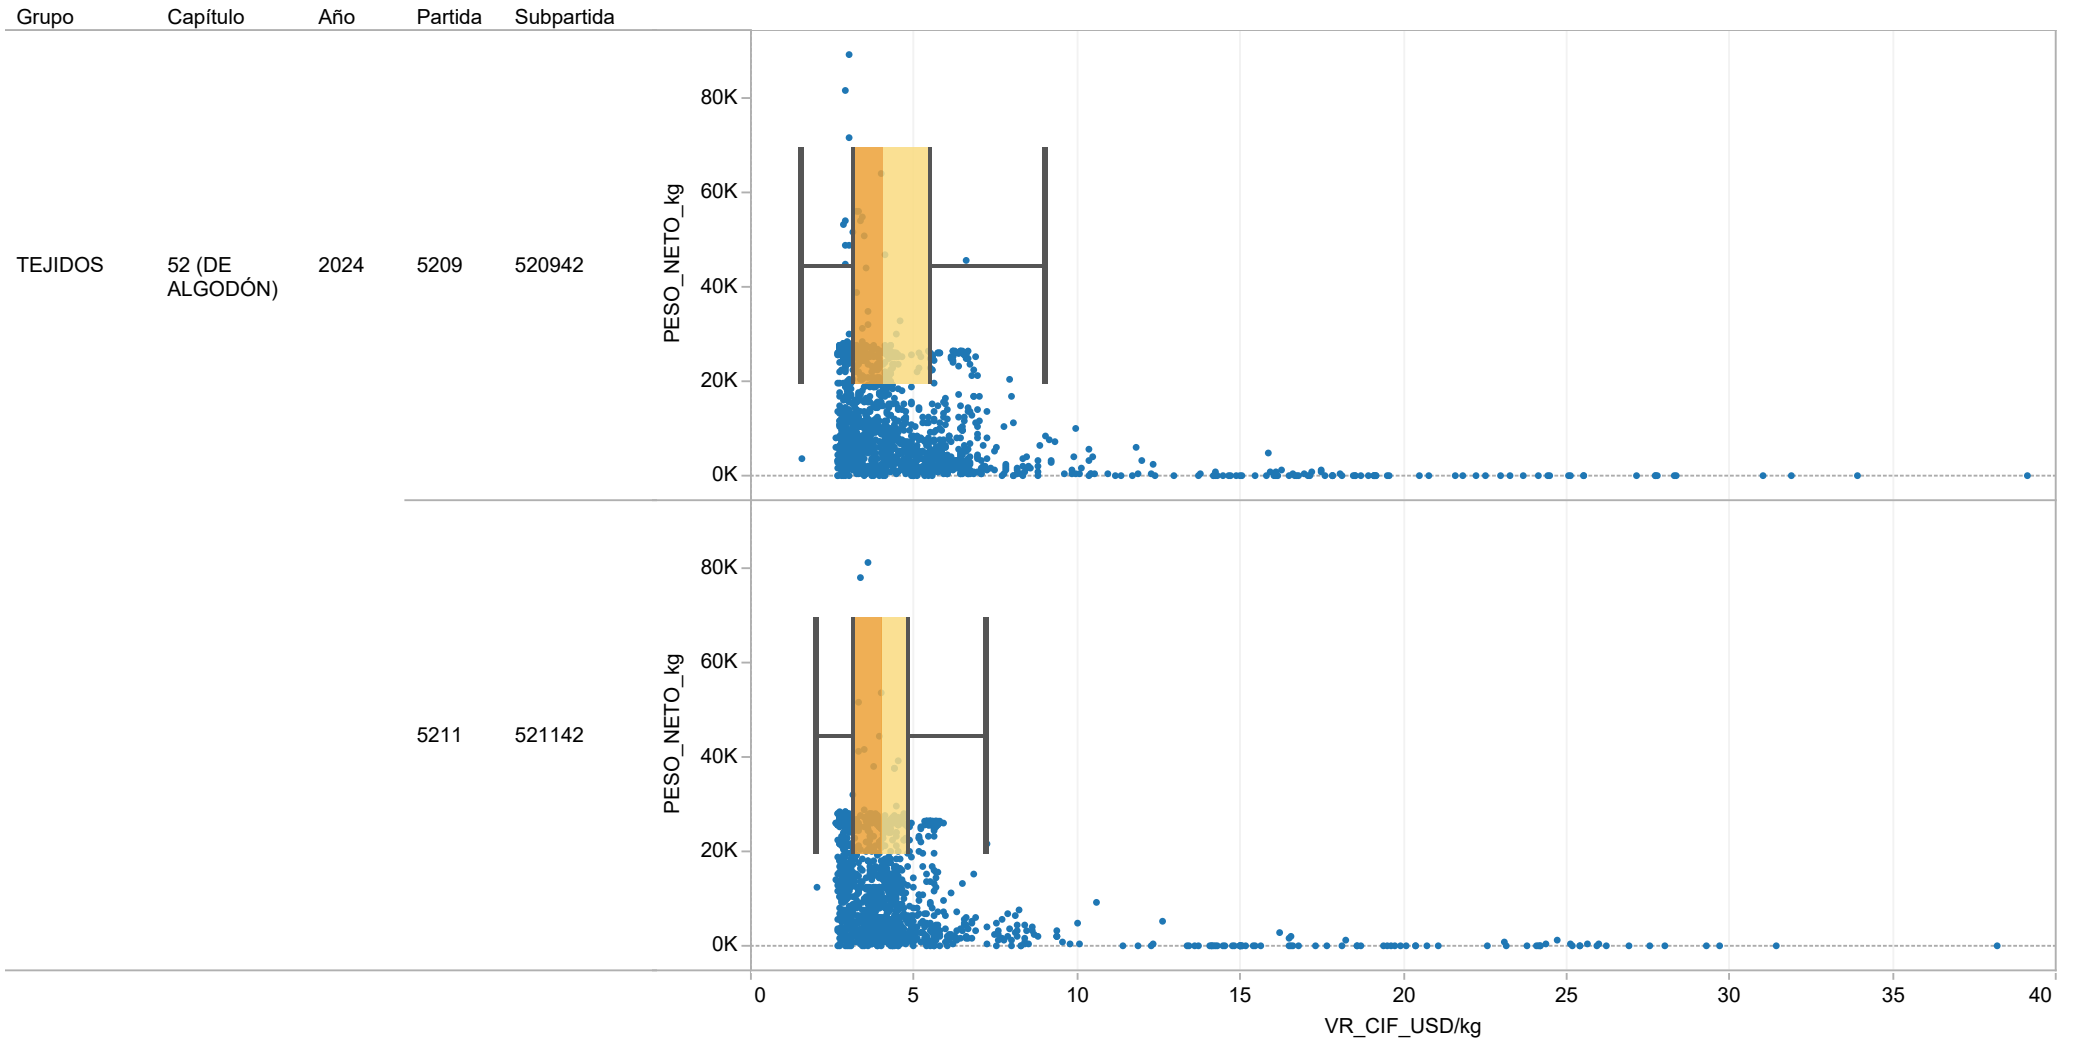 Grupo Capítulo Año Partida Subpartida
TEJIDOS 52 (DE ALGODÓN) 2024 5209 520942
PESO_NETO_kg
80K
60K
40K
20K
0K
5211 521142
PESO_NETO_kg
80K
60K
40K
20K
0K
0 5 10 15 20 25 30 35 40
VR_CIF_USD/kg